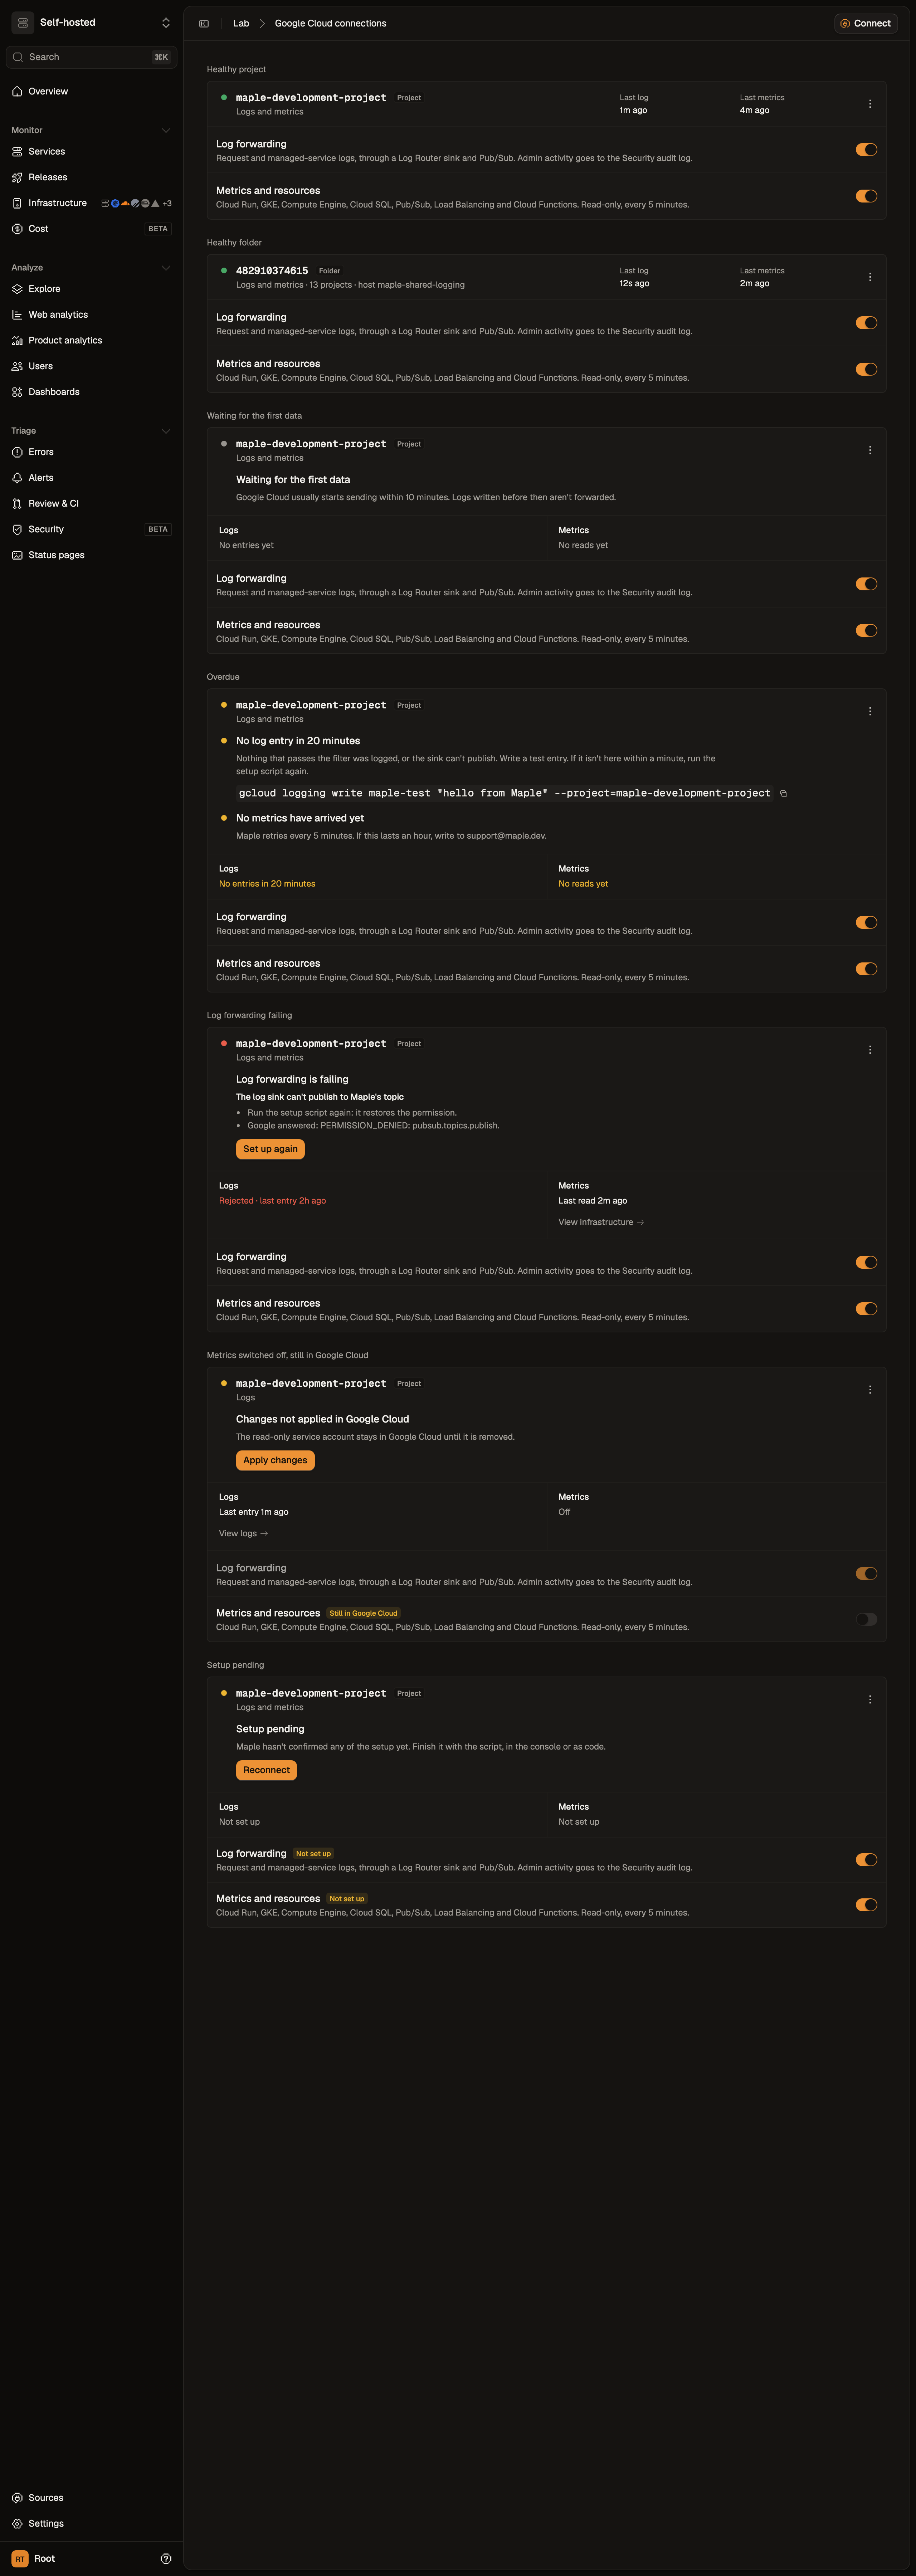 Self-hosted
Search ⌘K
Overview
Monitor
Services
Releases
Infrastructure +3
Cost BETA
Analyze
Explore
Web analytics
Product analytics
Users
Dashboards
Triage
Errors
Alerts
Review & CI
Security BETA
Status pages
Sources
Settings
RT Root
Lab Google Cloud connections Connect
Healthy project
maple-development-project Project
Logs and metrics
Last log
1m ago
Last metrics
4m ago
Log forwarding
Request and managed-service logs, through a Log Router sink and Pub/Sub. Admin activity goes to the Security audit log.
Metrics and resources
Cloud Run, GKE, Compute Engine, Cloud SQL, Pub/Sub, Load Balancing and Cloud Functions. Read-only, every 5 minutes.
Healthy folder
482910374615 Folder
Logs and metrics · 13 projects · host maple-shared-logging
Last log
12s ago
Last metrics
2m ago
Log forwarding
Request and managed-service logs, through a Log Router sink and Pub/Sub. Admin activity goes to the Security audit log.
Metrics and resources
Cloud Run, GKE, Compute Engine, Cloud SQL, Pub/Sub, Load Balancing and Cloud Functions. Read-only, every 5 minutes.
Waiting for the first data
maple-development-project Project
Logs and metrics
Waiting for the first data
Google Cloud usually starts sending within 10 minutes. Logs written before then aren't forwarded.
Logs
No entries yet
Metrics
No reads yet
Log forwarding
Request and managed-service logs, through a Log Router sink and Pub/Sub. Admin activity goes to the Security audit log.
Metrics and resources
Cloud Run, GKE, Compute Engine, Cloud SQL, Pub/Sub, Load Balancing and Cloud Functions. Read-only, every 5 minutes.
Overdue
maple-development-project Project
Logs and metrics
No log entry in 20 minutes
Nothing that passes the filter was logged, or the sink can't publish. Write a test entry. If it isn't here within a minute, run the
setup script again.
gcloud logging write maple-test "hello from Maple" --project=maple-development-project
No metrics have arrived yet
Maple retries every 5 minutes. If this lasts an hour, write to support@maple.dev.
Logs
No entries in 20 minutes
Metrics
No reads yet
Log forwarding
Request and managed-service logs, through a Log Router sink and Pub/Sub. Admin activity goes to the Security audit log.
Metrics and resources
Cloud Run, GKE, Compute Engine, Cloud SQL, Pub/Sub, Load Balancing and Cloud Functions. Read-only, every 5 minutes.
Log forwarding failing
maple-development-project Project
Logs and metrics
Log forwarding is failing
The log sink can't publish to Maple's topic
• Run the setup script again: it restores the permission.
• Google answered: PERMISSION_DENIED: pubsub.topics.publish.
Set up again
Logs
Rejected · last entry 2h ago
Metrics
Last read 2m ago
View infrastructure →
Log forwarding
Request and managed-service logs, through a Log Router sink and Pub/Sub. Admin activity goes to the Security audit log.
Metrics and resources
Cloud Run, GKE, Compute Engine, Cloud SQL, Pub/Sub, Load Balancing and Cloud Functions. Read-only, every 5 minutes.
Metrics switched off, still in Google Cloud
maple-development-project Project
Logs
Changes not applied in Google Cloud
The read-only service account stays in Google Cloud until it is removed.
Apply changes
Logs
Last entry 1m ago
View logs →
Metrics
Off
Log forwarding
Request and managed-service logs, through a Log Router sink and Pub/Sub. Admin activity goes to the Security audit log.
Metrics and resources Still in Google Cloud
Cloud Run, GKE, Compute Engine, Cloud SQL, Pub/Sub, Load Balancing and Cloud Functions. Read-only, every 5 minutes.
Setup pending
maple-development-project Project
Logs and metrics
Setup pending
Maple hasn't confirmed any of the setup yet. Finish it with the script, in the console or as code.
Reconnect
Logs
Not set up
Metrics
Not set up
Log forwarding Not set up
Request and managed-service logs, through a Log Router sink and Pub/Sub. Admin activity goes to the Security audit log.
Metrics and resources Not set up
Cloud Run, GKE, Compute Engine, Cloud SQL, Pub/Sub, Load Balancing and Cloud Functions. Read-only, every 5 minutes.